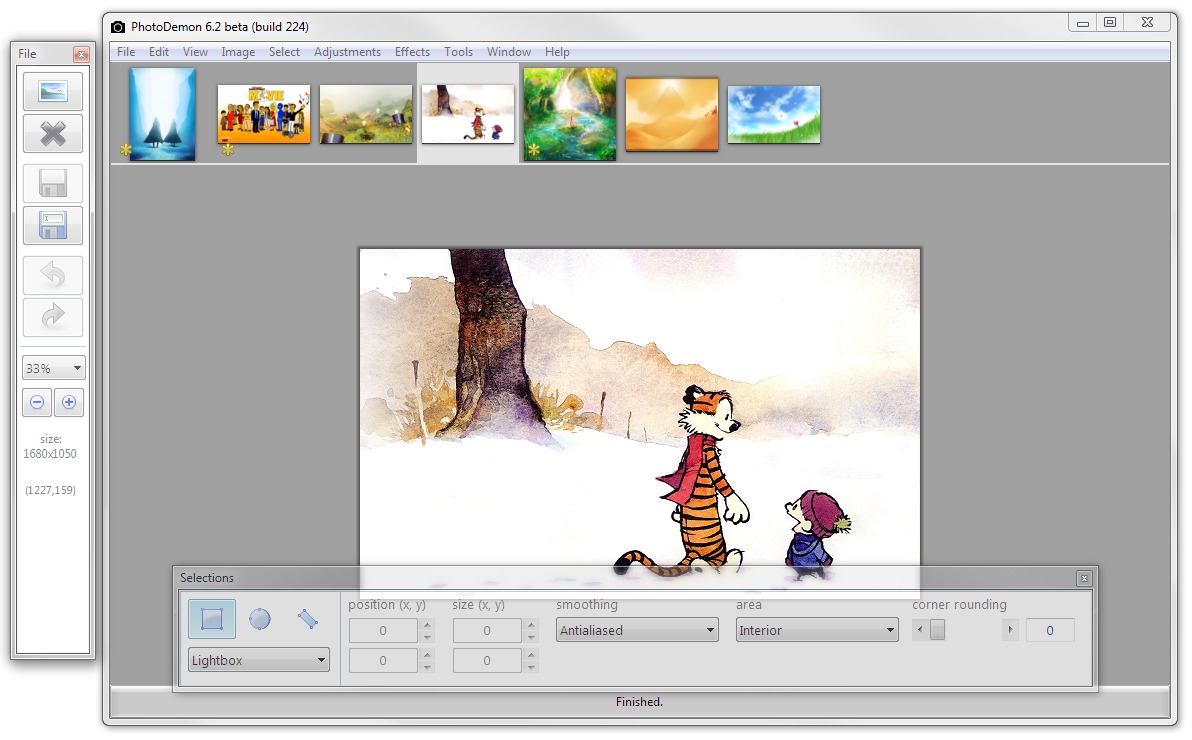 PhotoDemon 6.2 beta (build 224)
File
File Edit View Image Select Adjustments Effects Tools Window Help
MOVIE
33%
size:
1680x1050
(1227,159)
Selections
position (x, y) size (x, y) smoothing area corner rounding
0 0 Antialiased Interior 0
Lightbox 0 0
Finished.